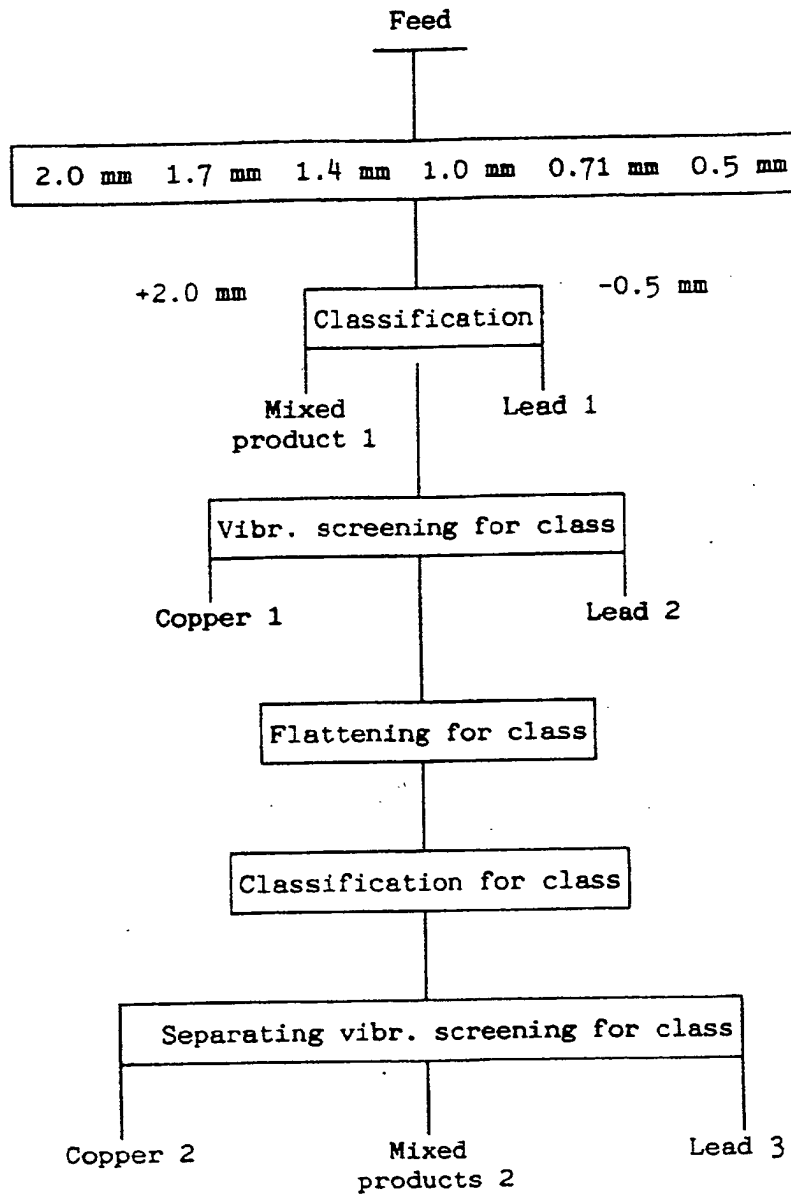 Feed
2.0 mm 1.7 mm 1.4 mm 1.0 mm 0.71 mm 0.5 mm
+2.0 mm
-0.5 mm
Classification
Mixed
product 1
Lead 1
Vibr. screening for class
Copper 1
Lead 2
Flattening for class
Classification for class
Separating vibr. screening for class
Copper 2
Mixed
products 2
Lead 3